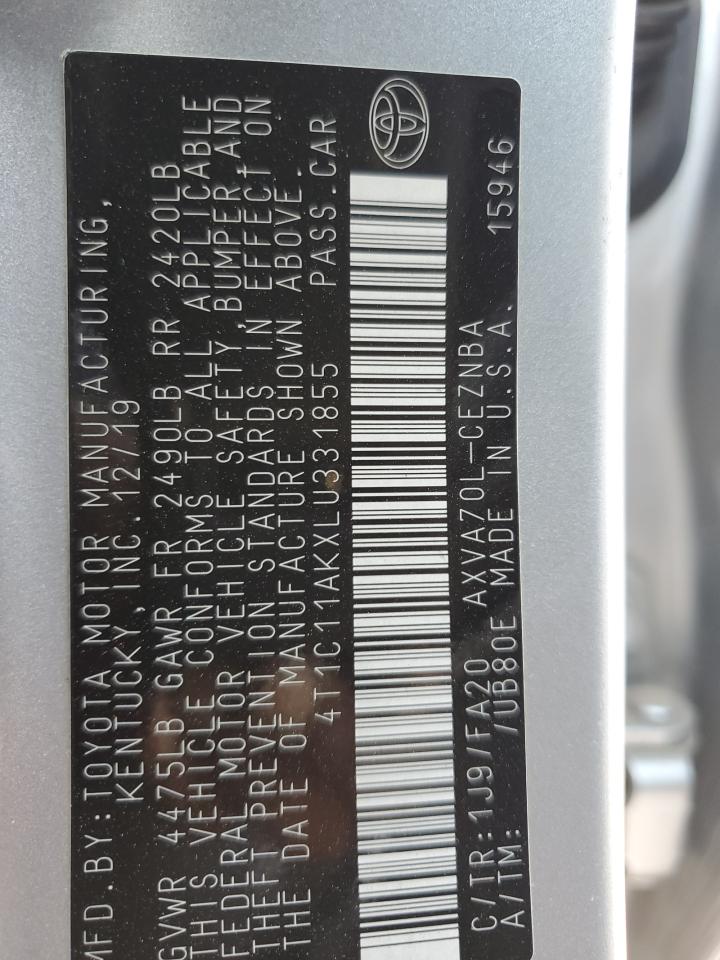 MFD.BY:TOYOTA MOTOR MANUFACTURING,
KENTUCKY, INC. 12/19
GVWR 4475LB GAWR FR 2490LB RR 2420LB
THIS VEHICLE CONFORMS TO ALL APPLICABLE
FEDERAL MOTOR VEHICLE SAFETY,BUMPER,AND
THEFT PREVENTION STANDARDS IN EFFECT ON
THE DATE OF MANUFACTURE SHOWN ABOVE.
4T1C11AKXLU331855 PASS.CAR
C/TR:1J9/FA20 AXVA70L-CEZNBA 15946
A/TM: /UB80E MADE IN U.S.A.